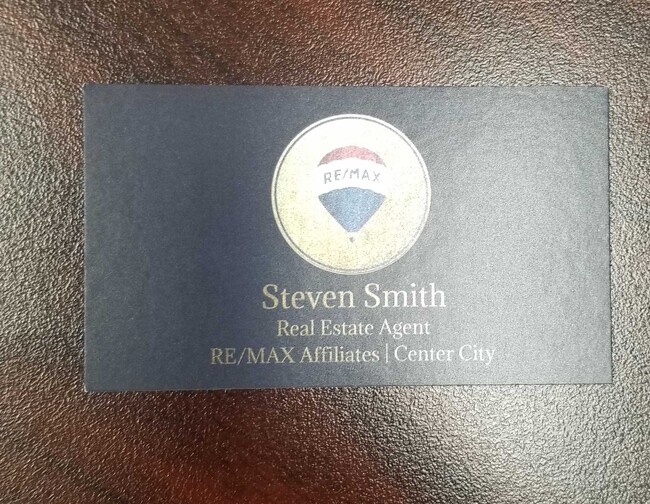 RE/MAX
Steven Smith
Real Estate Agent
RE/MAX Affiliates | Center City